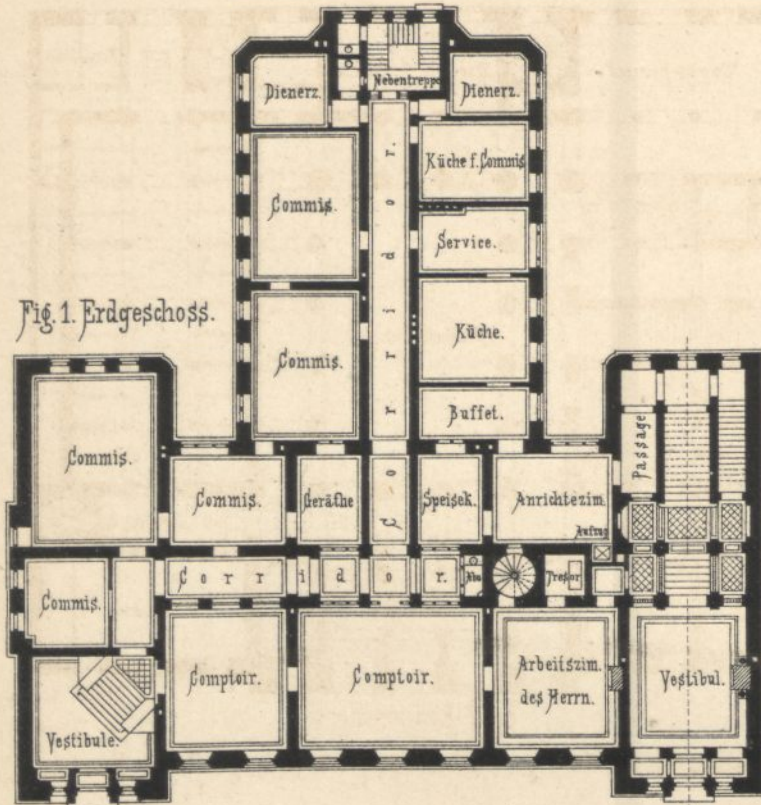 Nebentreppe
Dienerz.
Dienerz.
Küche f. Commis
Commis.
Service.
Corridor.
Fig. 1. Erdgeschoss.
Küche.
Commis.
Buffet.
Passage
Commis.
Commis.
Geräthe
Speisek.
Anrichtezim.
Aufzug
Corridor.
Tresor
Commis.
Comptoir.
Comptoir.
Arbeitszim.
des Herrn.
Vestibul.
Vestibule.